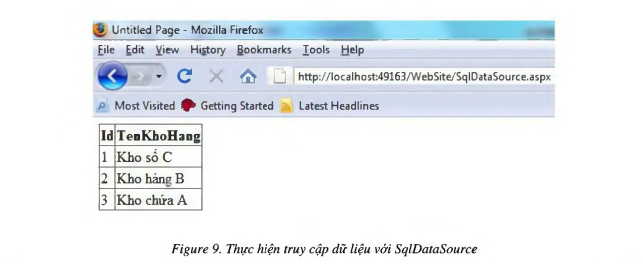 Untitled Page - Mozilla Firefox
File Edit View History Bookmarks Tools Help
http://localhost:49163/WebSite/SqlDataSource.aspx
Most Visited Getting Started Latest Headlines
Id TenKhoHang
1 Kho số C
2 Kho hàng B
3 Kho chứa A
Figure 9. Thực hiện truy cập dữ liệu với SqlDataSource